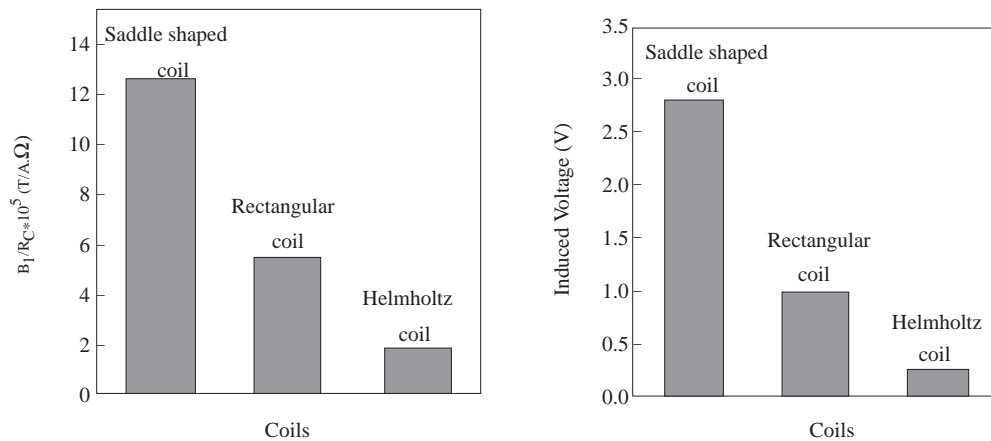 14
12
10
8
6
4
2
0
B1/RC*10^5 (T/A.Ω)
Saddle shaped
coil
Rectangular
coil
Helmholtz
coil
Coils
3.5
3.0
2.5
2.0
1.5
1.0
0.5
0.0
Induced Voltage (V)
Saddle shaped
coil
Rectangular
coil
Helmholtz
coil
Coils